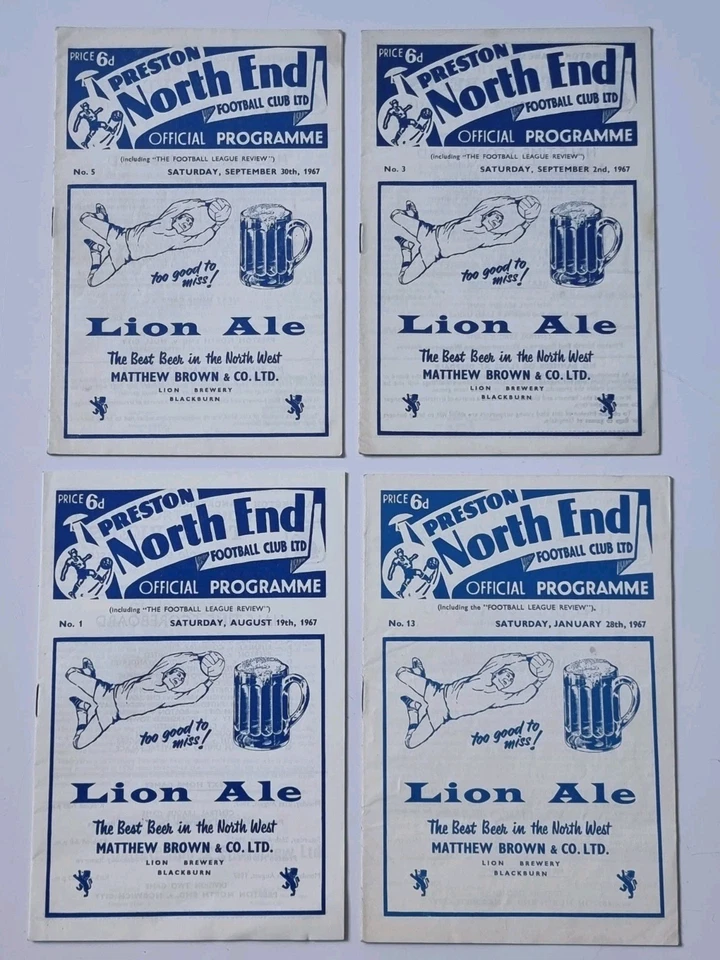 PRICE 6d
PRESTON
North End
FOOTBALL CLUB LTD
OFFICIAL PROGRAMME
(including "THE FOOTBALL LEAGUE REVIEW")
No. 5 SATURDAY, SEPTEMBER 30th, 1967
too good to
miss!
Lion Ale
The Best Beer in the North West
MATTHEW BROWN & CO. LTD.
LION BREWERY
BLACKBURN
PRICE 6d
PRESTON
North End
FOOTBALL CLUB LTD
OFFICIAL PROGRAMME
(including "THE FOOTBALL LEAGUE REVIEW")
No. 3 SATURDAY, SEPTEMBER 2nd, 1967
too good to
miss!
Lion Ale
The Best Beer in the North West
MATTHEW BROWN & CO. LTD.
LION BREWERY
BLACKBURN
PRICE 6d
PRESTON
North End
FOOTBALL CLUB LTD
OFFICIAL PROGRAMME
(including "THE FOOTBALL LEAGUE REVIEW")
No. 1 SATURDAY, AUGUST 19th, 1967
too good to
miss!
Lion Ale
The Best Beer in the North West
MATTHEW BROWN & CO. LTD.
LION BREWERY
BLACKBURN
PRICE 6d
PRESTON
North End
FOOTBALL CLUB LTD
OFFICIAL PROGRAMME
(including the "FOOTBALL LEAGUE REVIEW"),
No. 13 SATURDAY, JANUARY 28th, 1967
too good to
miss!
Lion Ale
The Best Beer in the North West
MATTHEW BROWN & CO. LTD.
LION BREWERY
BLACKBURN